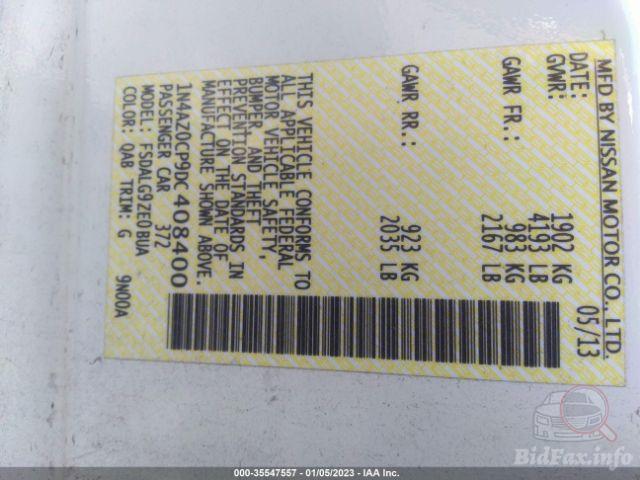 MFD BY NISSAN MOTOR CO., LTD.
DATE: 05/13
GVWR: 1902 KG
4193 LB
GAWR FR.: 983 KG
2167 LB
GAWR RR.: 923 KG
2035 LB
THIS VEHICLE CONFORMS TO
ALL APPLICABLE FEDERAL
MOTOR VEHICLE SAFETY,
BUMPER, AND THEFT
PREVENTION STANDARDS IN
EFFECT ON THE DATE OF
MANUFACTURE SHOWN ABOVE.
1N4AZ0CP9DC408400
PASSENGER CAR 372
MODEL: FSDALG9ZE0BUA
COLOR: QAB TRIM: G 9N00A
BidFax.info
000-35547557 - 01/05/2023 - IAA Inc.